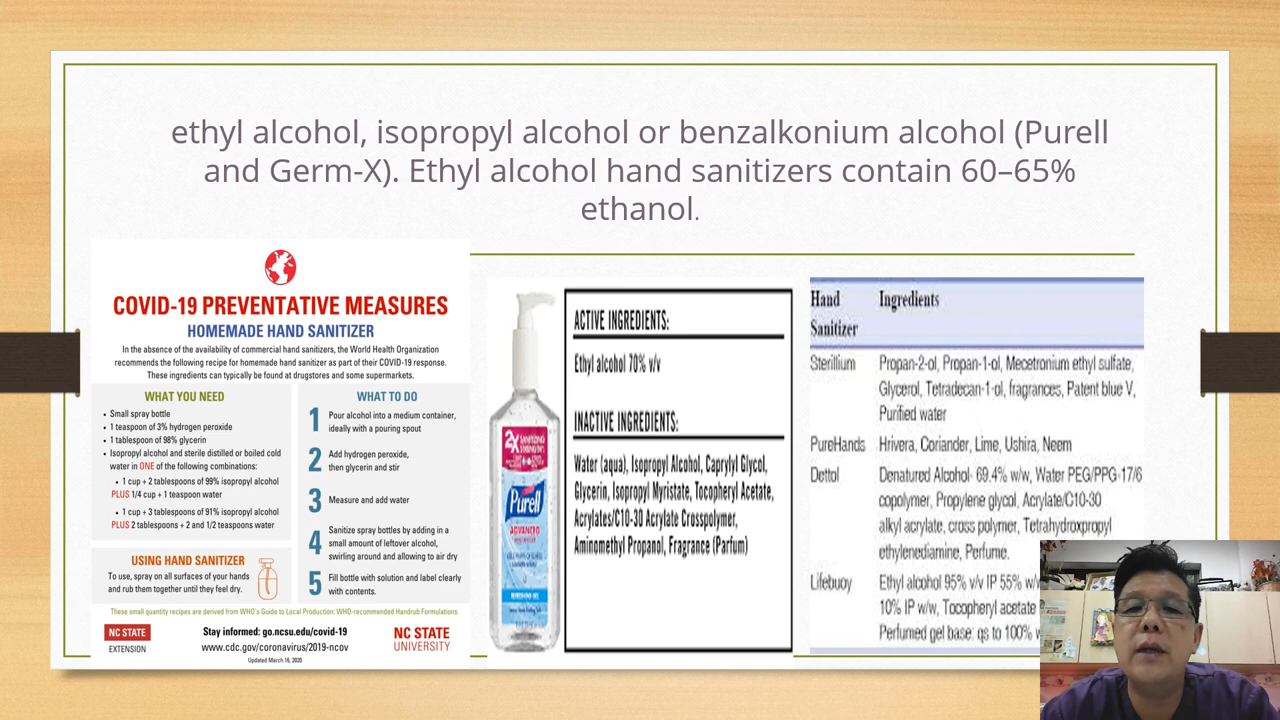 ethyl alcohol, isopropyl alcohol or benzalkonium alcohol (Purell
and Germ-X). Ethyl alcohol hand sanitizers contain 60–65%
ethanol.
COVID-19 PREVENTATIVE MEASURES
HOMEMADE HAND SANITIZER
In the absence of the availability of commercial hand sanitizers, the World Health Organization
recommends the following recipe for homemade hand sanitizer as part of their COVID-19 response.
These ingredients can typically be found at drugstores and some supermarkets.
WHAT YOU NEED
• Small spray bottle
• 1 teaspoon of 3% hydrogen peroxide
• 1 tablespoon of 98% glycerin
• Isopropyl alcohol and sterile distilled or boiled cold
water in ONE of the following combinations:
• 1 cup + 2 tablespoons of 99% isopropyl alcohol
PLUS 1/4 cup + 1 teaspoon water
• 1 cup + 3 tablespoons of 91% isopropyl alcohol
PLUS 2 tablespoons + 2 and 1/2 teaspoons water
USING HAND SANITIZER
To use, spray on all surfaces of your hands
and rub them together until they feel dry.
WHAT TO DO
1 Pour alcohol into a medium container,
ideally with a pouring spout
2 Add hydrogen peroxide,
then glycerin and stir
3 Measure and add water
4 Sanitize spray bottles by adding in a
small amount of leftover alcohol,
swirling around and allowing to air dry
5 Fill bottle with solution and label clearly
with contents.
These small quantity recipes are derived from WHO's Guide to Local Production: WHO-recommended Handrub Formulations
NC STATE
EXTENSION
Stay informed: go.ncsu.edu/covid-19
www.cdc.gov/coronavirus/2019-ncov
Updated March 16, 2020
NC STATE
UNIVERSITY
2X SANITIZING
STRENGTH
Purell
ADVANCED
REFRESHING GEL
ACTIVE INGREDIENTS:
Ethyl alcohol 70% v/v
INACTIVE INGREDIENTS:
Water (aqua), Isopropyl Alcohol, Caprylyl Glycol,
Glycerin, Isopropyl Myristate, Tocopheryl Acetate,
Acrylates/C10-30 Acrylate Crosspolymer,
Aminomethyl Propanol, Fragrance (Parfum)
Hand Sanitizer Ingredients
Sterillium Propan-2-ol, Propan-1-ol, Mecetronium ethyl sulfate,
Glycerol, Tetradecan-1-ol, fragrances, Patent blue V,
Purified water
PureHands Hrivera, Coriander, Lime, Ushira, Neem
Dettol Denatured Alcohol- 69.4% w/w, Water PEG/PPG-17/6
copolymer, Propylene glycol, Acrylate/C10-30
alkyl acrylate, cross polymer, Tetrahydroxpropyl
ethylenediamine, Perfume.
Lifebuoy Ethyl alcohol 95% v/v IP 55% w/
10% IP w/w, Tocopheryl acetate
Perfumed gel base: qs to 100%